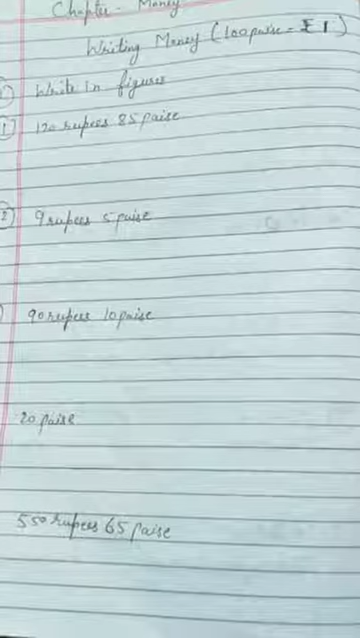 Chapter - Money
Writing Money (100paise = ₹ 1)
Write in figures
① 120 rupees 85 paise
② 9 rupees 5 paise
90 rupees 10 paise
20 paise
550 rupees 65 paise